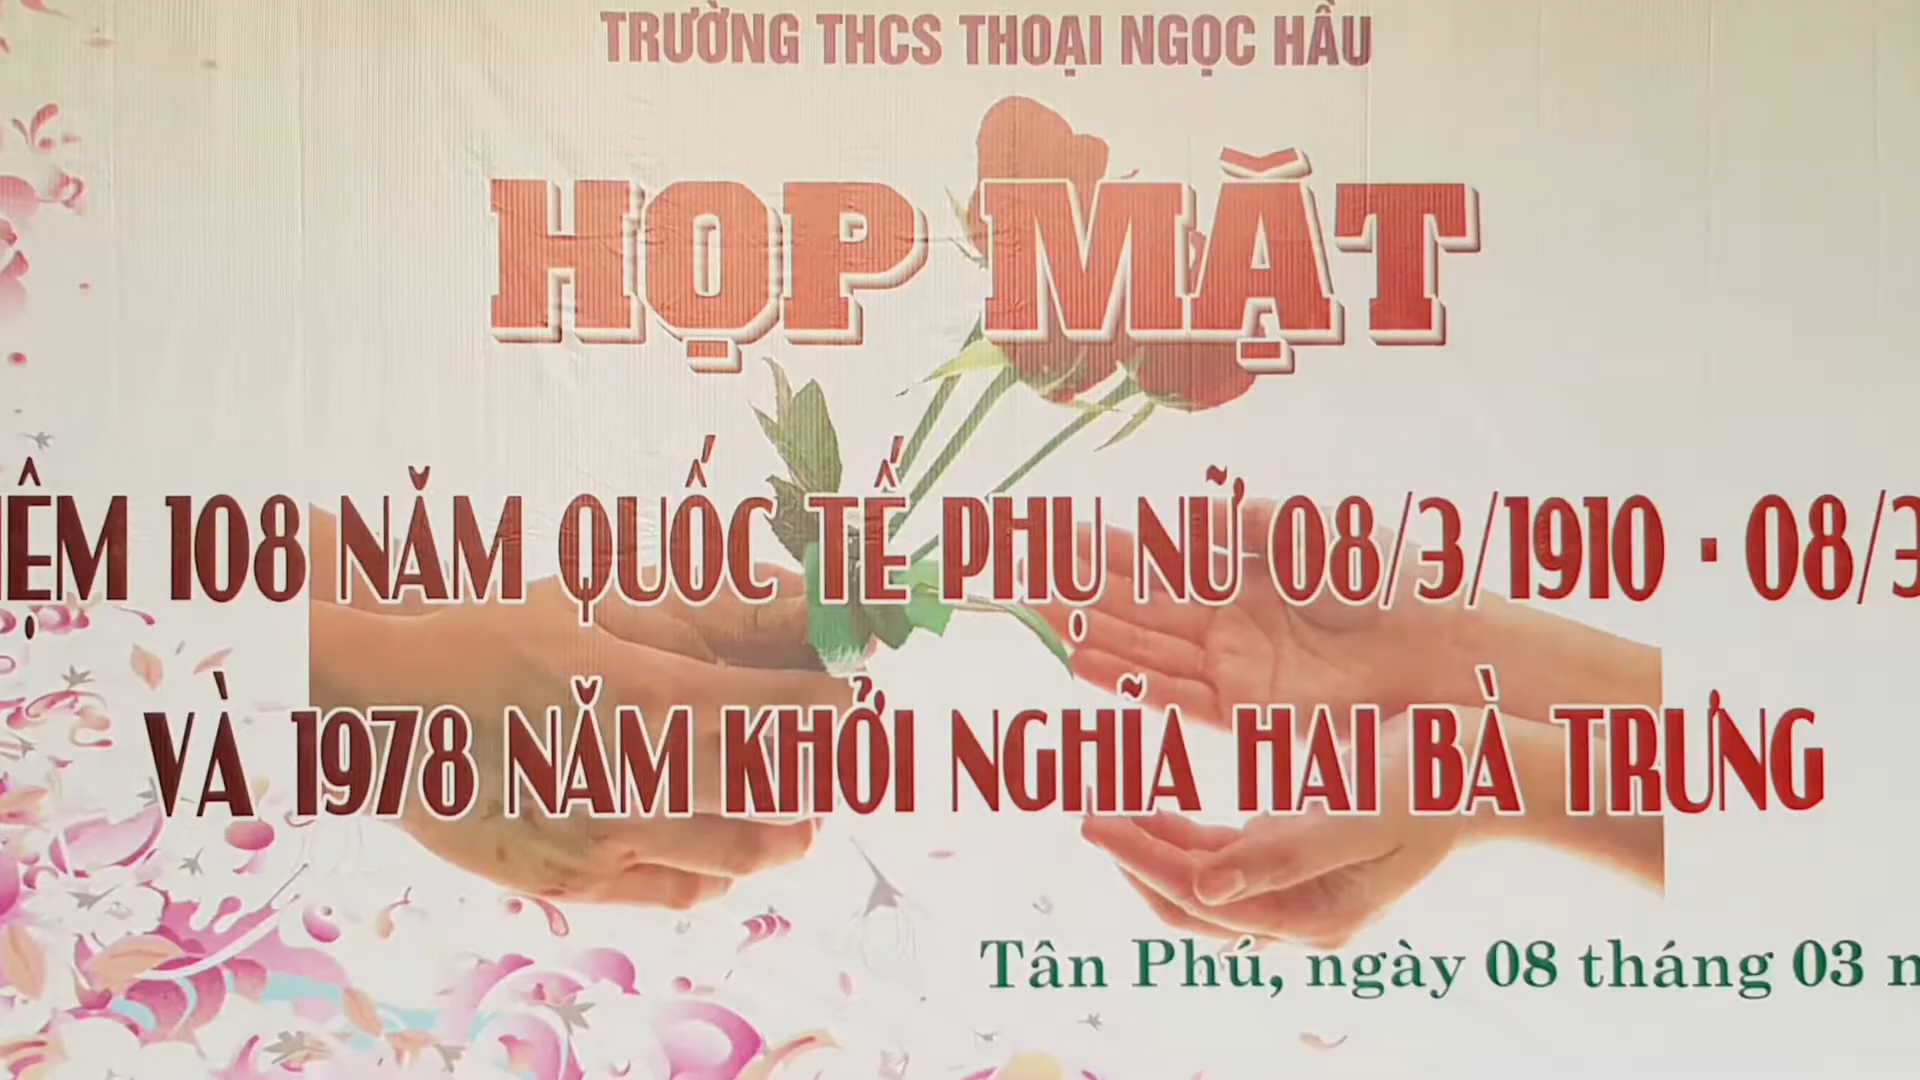 TRƯỜNG THCS THOẠI NGỌC HẦU
HỌP MẶT
108 NĂM QUỐC TẾ PHỤ NỮ 08/3/1910 - 08/3
VÀ 1978 NĂM KHỞI NGHĨA HAI BÀ TRƯNG
Tân Phú, ngày 08 tháng 03